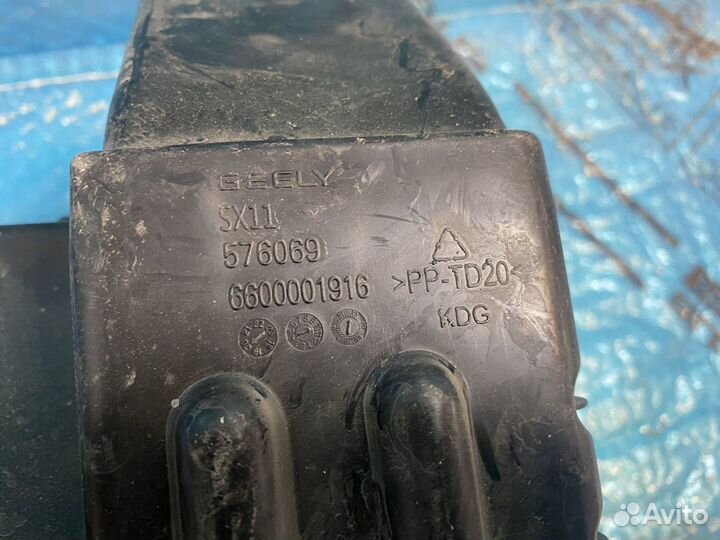 GEELY
SX11
576069
6600001916
>PP-TD20<
KDG
Avito